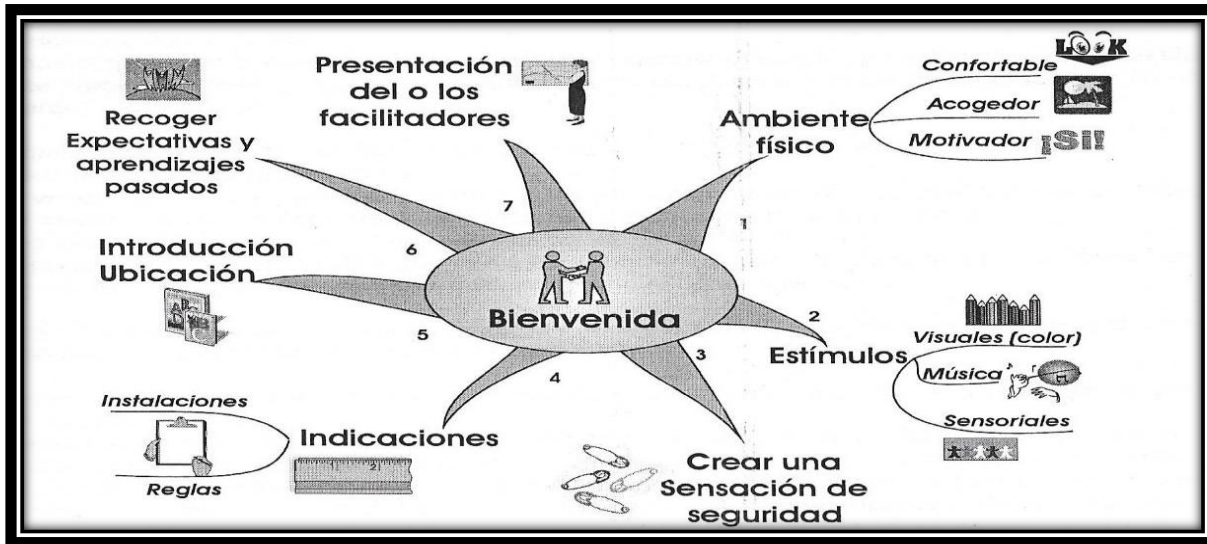 LOOK
Confortable
Acogedor
Motivador
¡Si!
Ambiente
físico
1
2
Estímulos
Visuales (color)
Música
Sensoriales
3
Crear una
Sensación de
seguridad
4
Indicaciones
Instalaciones
Reglas
5
Introducción
Ubicación
6
Recoger
Expectativas y
aprendizajes
pasados
7
Presentación
del o los
facilitadores
Bienvenida